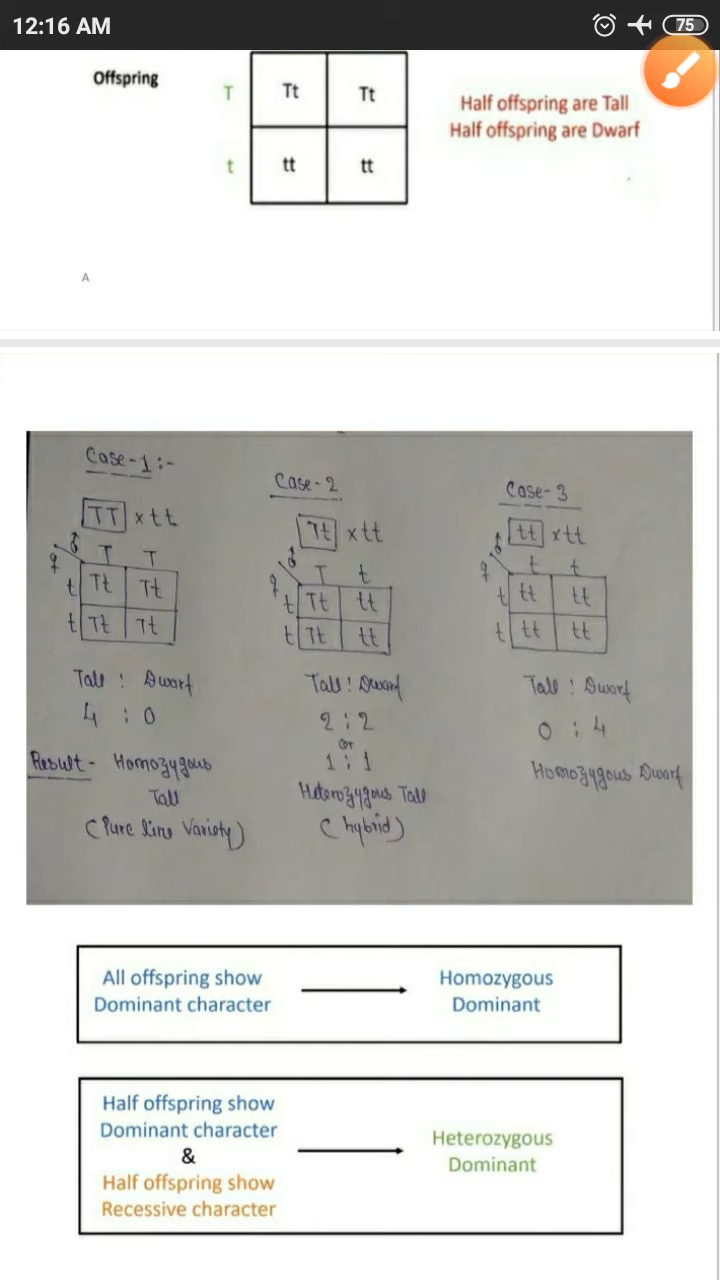 12:16 AM
75
Offspring
T Tt Tt
t tt tt
Half offspring are Tall
Half offspring are Dwarf
A
Case-1:-
TT x tt
♀ ♂ T T
t Tt Tt
t Tt Tt
Tall : Dwarf
4 : 0
Result- Homozygous
Tall
(Pure line Variety)
Case-2
Tt x tt
♀ ♂ T t
t Tt tt
t Tt tt
Tall : Dwarf
2 : 2
or
1 : 1
Heterozygous Tall
(hybrid)
Case-3
tt x tt
♀ ♂ t t
t tt tt
t tt tt
Tall : Dwarf
0 : 4
Homozygous Dwarf
All offspring show
Dominant character
Homozygous
Dominant
Half offspring show
Dominant character
&
Half offspring show
Recessive character
Heterozygous
Dominant